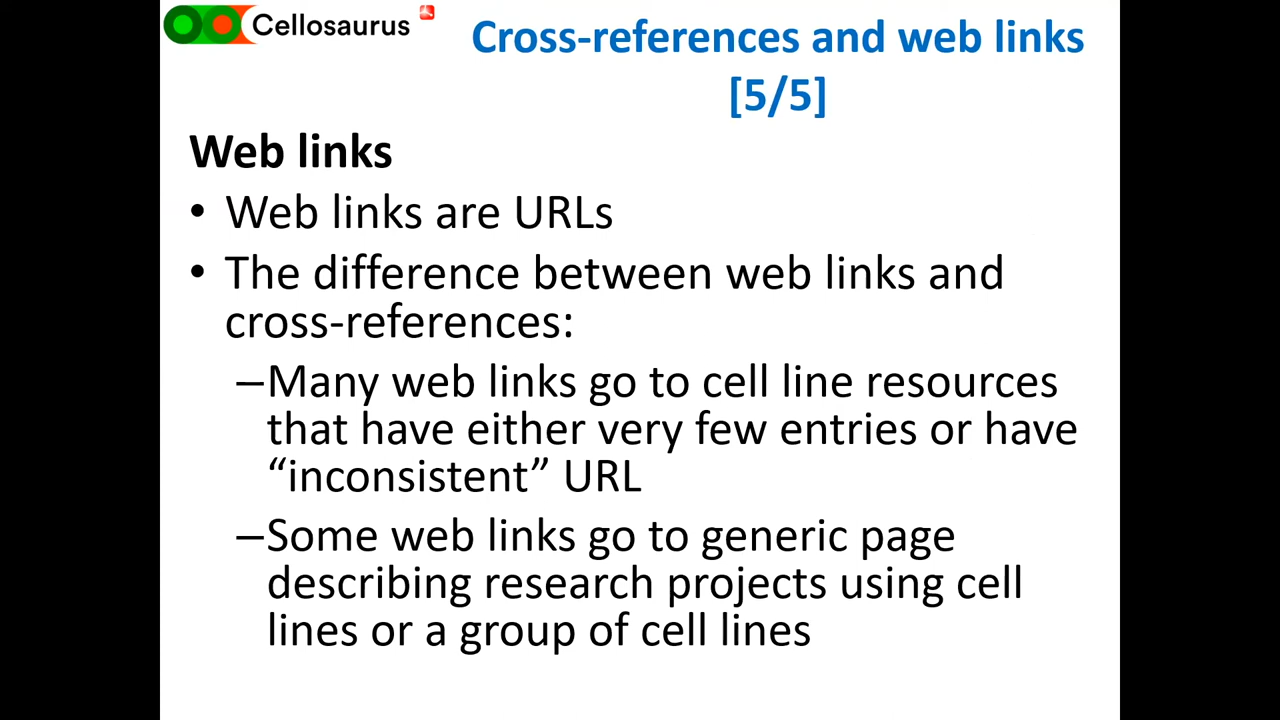 Cellosaurus
Cross-references and web links
[5/5]
Web links
• Web links are URLs
• The difference between web links and
cross-references:
–Many web links go to cell line resources
that have either very few entries or have
“inconsistent” URL
–Some web links go to generic page
describing research projects using cell
lines or a group of cell lines